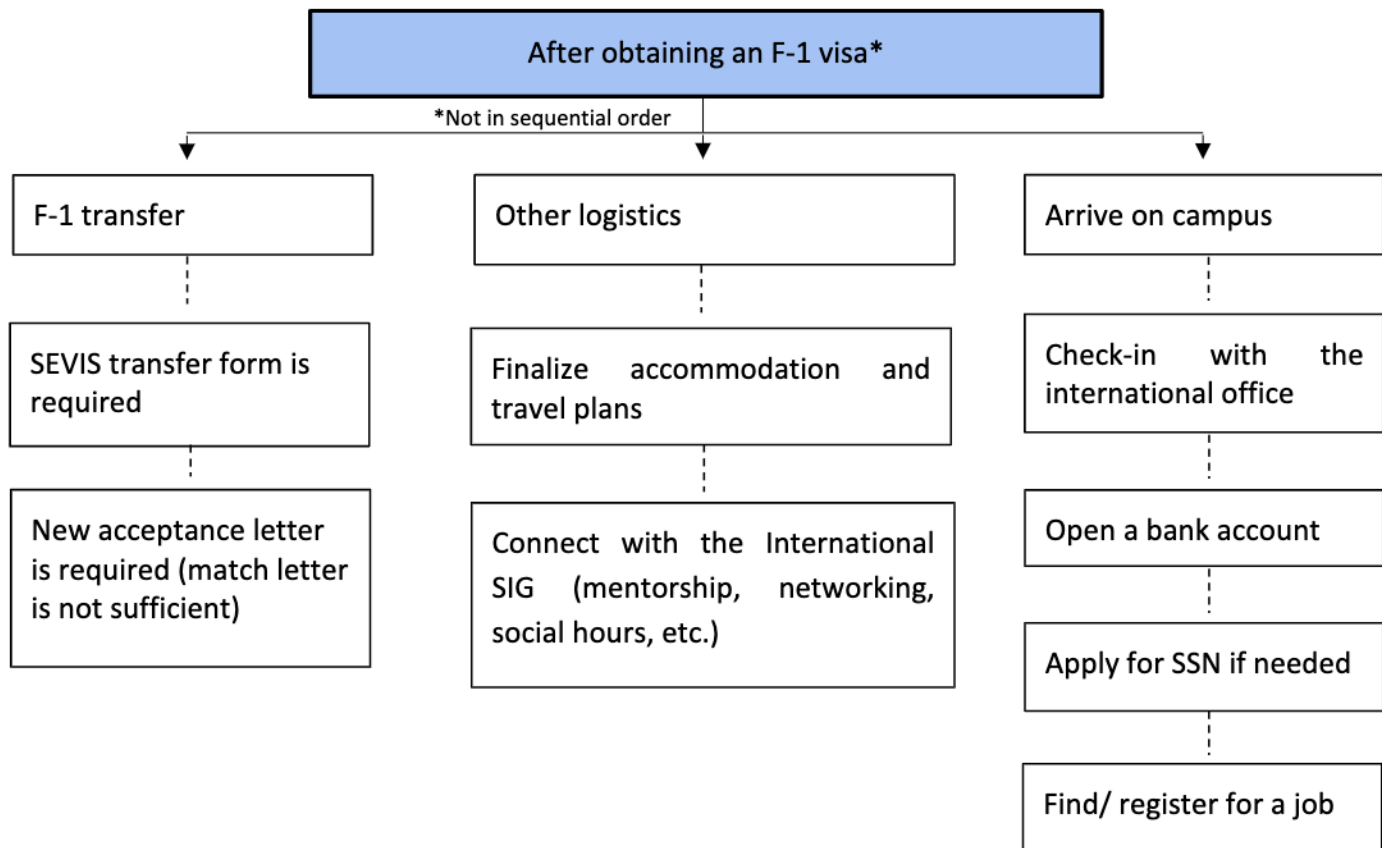 After obtaining an F-1 visa*
*Not in sequential order
F-1 transfer
SEVIS transfer form is
required
New acceptance letter
is required (match letter
is not sufficient)
Other logistics
Finalize accommodation and
travel plans
Connect with the International
SIG (mentorship, networking,
social hours, etc.)
Arrive on campus
Check-in with the
international office
Open a bank account
Apply for SSN if needed
Find/ register for a job